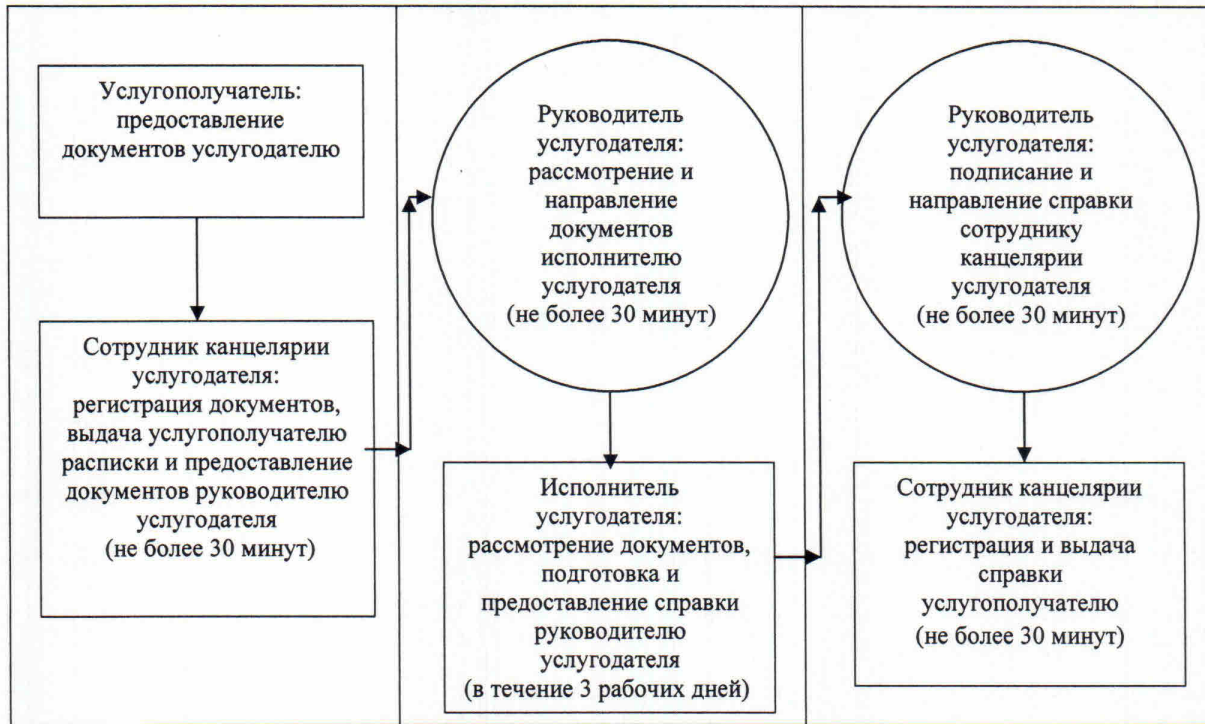 Услугополучатель:
предоставление
документов услугодателю
Сотрудник канцелярии
услугодателя:
регистрация документов,
выдача услугополучателю
расписки и предоставление
документов руководителю
услугодателя
(не более 30 минут)
Руководитель
услугодателя:
рассмотрение и
направление
документов
исполнителю
услугодателя
(не более 30 минут)
Исполнитель
услугодателя:
рассмотрение документов,
подготовка и
предоставление справки
руководителю
услугодателя
(в течение 3 рабочих дней)
Руководитель
услугодателя:
подписание и
направление справки
сотруднику
канцелярии
услугодателя
(не более 30 минут)
Сотрудник канцелярии
услугодателя:
регистрация и выдача
справки
услугополучателю
(не более 30 минут)